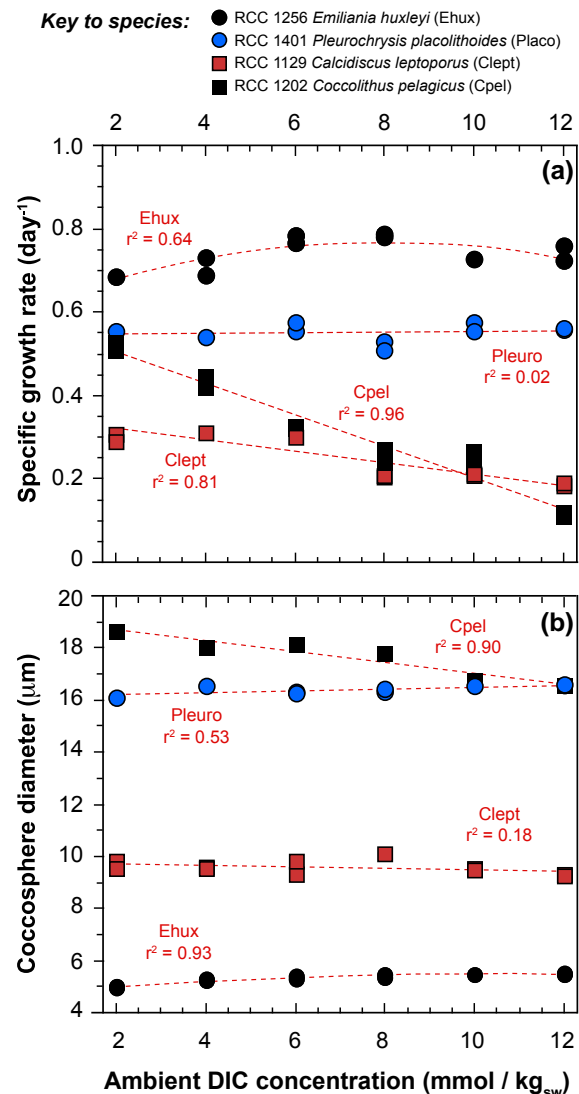 Key to species:
RCC 1256 Emiliania huxleyi (Ehux)
RCC 1401 Pleurochrysis placolithoides (Placo)
RCC 1129 Calcidiscus leptoporus (Clept)
RCC 1202 Coccolithus pelagicus (Cpel)
2 4 6 8 10 12
1.0
0.8
0.6
0.4
0.2
0
Specific growth rate (day⁻¹)
(a)
Ehux
r² = 0.64
Pleuro
r² = 0.02
Cpel
r² = 0.96
Clept
r² = 0.81
20
18
16
14
12
10
8
6
4
Coccosphere diameter (μm)
(b)
Cpel
r² = 0.90
Pleuro
r² = 0.53
Clept
r² = 0.18
Ehux
r² = 0.93
2 4 6 8 10 12
Ambient DIC concentration (mmol / kg_sw)